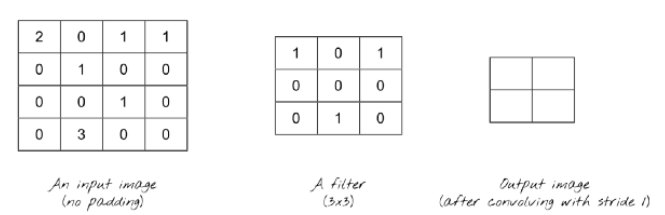 2 0 1 1
0 1 0 0
0 0 1 0
0 3 0 0
1 0 1
0 0 0
0 1 0
An input image
(no padding)
A filter
(3x3)
Output image
(after convolving with stride 1)